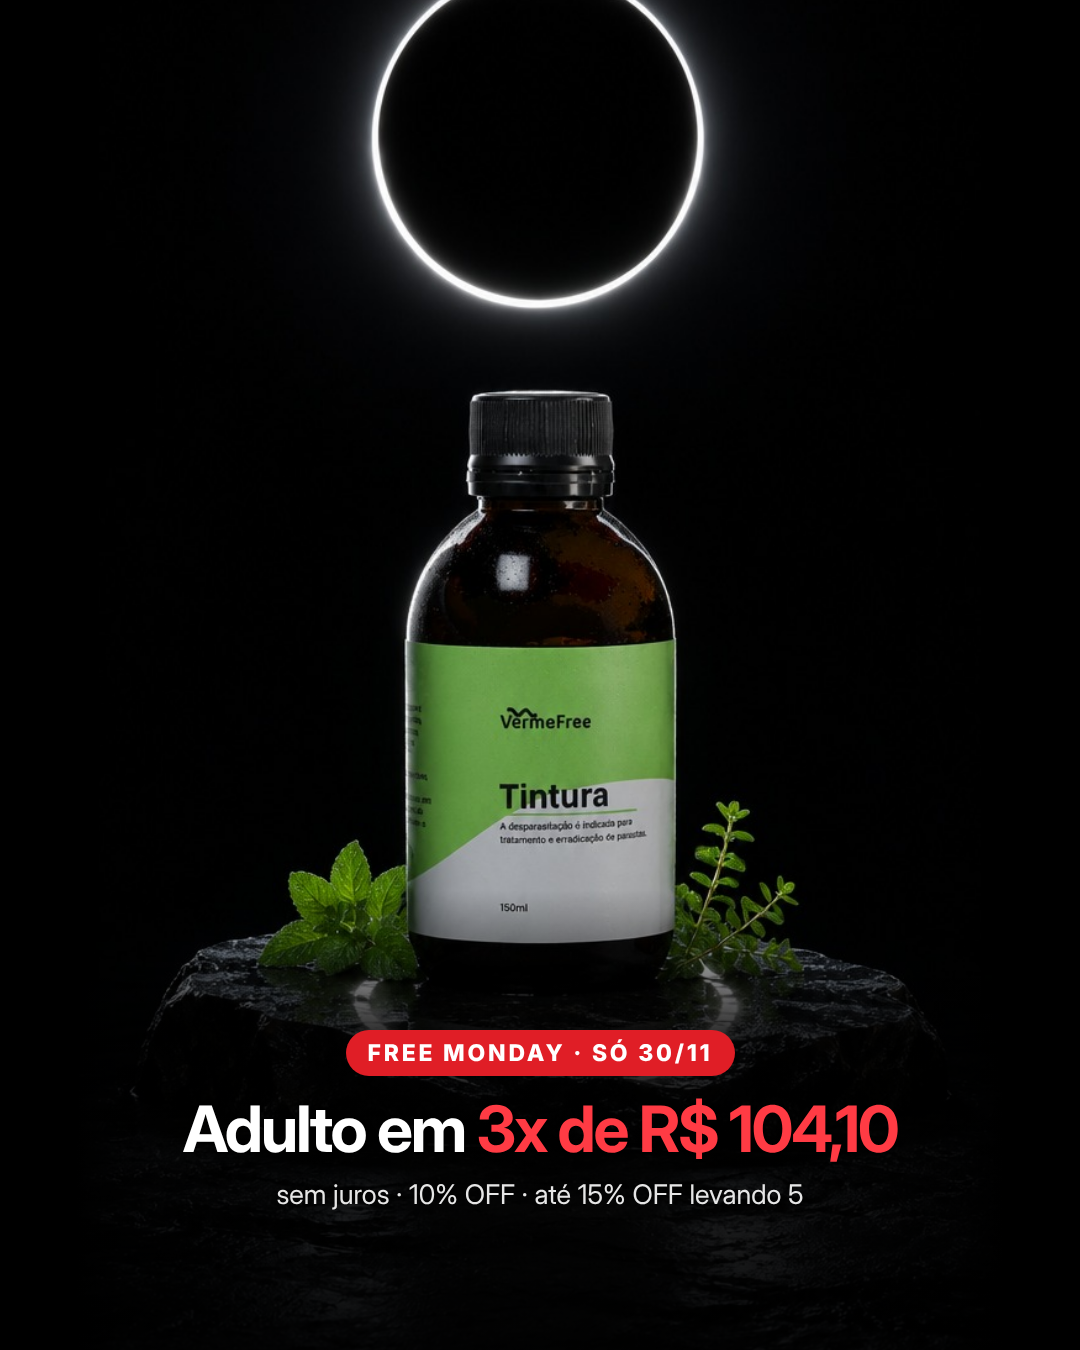 VermeFree
Tintura
A desparasitação é indicada para
tratamento e erradicação de parasitas.
150ml
FREE MONDAY · SÓ 30/11
Adulto em 3x de R$ 104,10
sem juros · 10% OFF · até 15% OFF levando 5